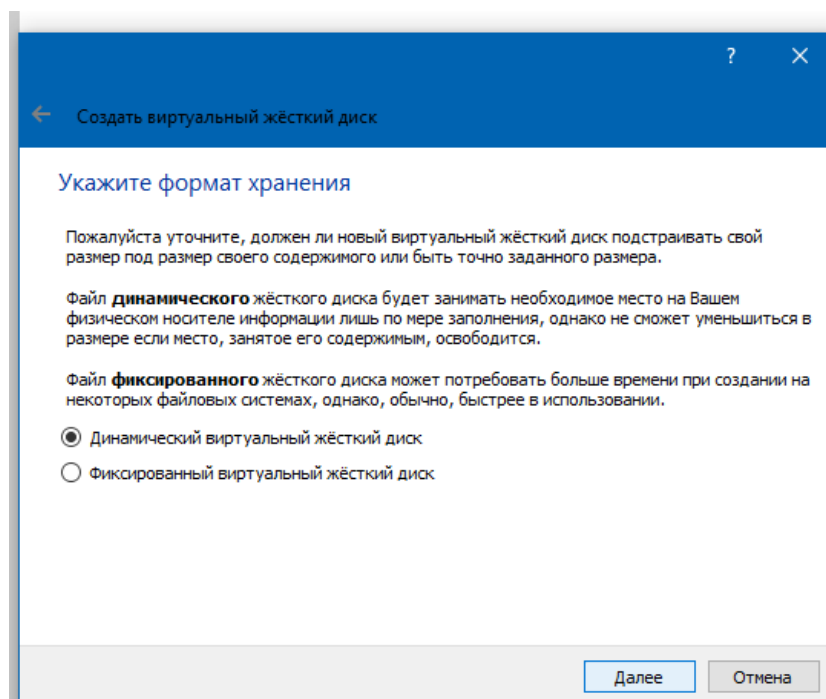 ?
Создать виртуальный жёсткий диск
Укажите формат хранения
Пожалуйста уточните, должен ли новый виртуальный жёсткий диск подстраивать свой
размер под размер своего содержимого или быть точно заданного размера.
Файл динамического жёсткого диска будет занимать необходимое место на Вашем
физическом носителе информации лишь по мере заполнения, однако не сможет уменьшиться в
размере если место, занятое его содержимым, освободится.
Файл фиксированного жёсткого диска может потребовать больше времени при создании на
некоторых файловых системах, однако, обычно, быстрее в использовании.
Динамический виртуальный жёсткий диск
Фиксированный виртуальный жёсткий диск
Далее Отмена